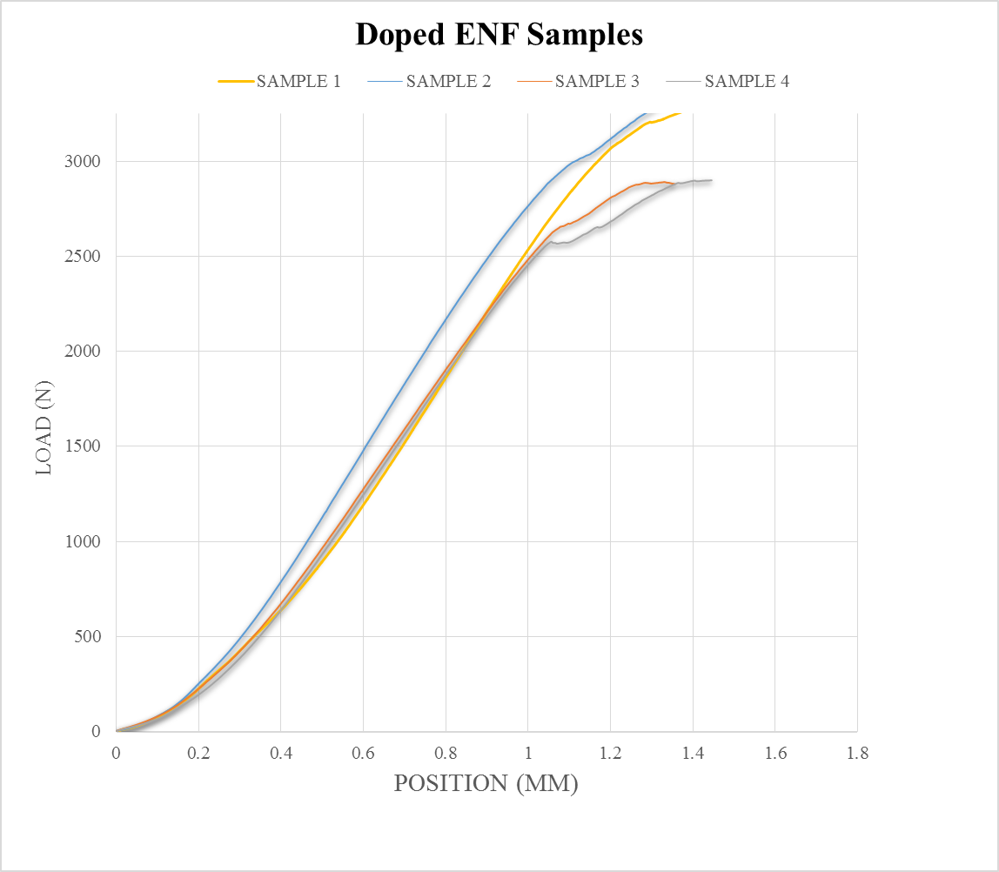 Doped ENF Samples
SAMPLE 1 SAMPLE 2 SAMPLE 3 SAMPLE 4
3000
2500
2000
1500
1000
500
0
LOAD (N)
0 0.2 0.4 0.6 0.8 1 1.2 1.4 1.6 1.8
POSITION (MM)